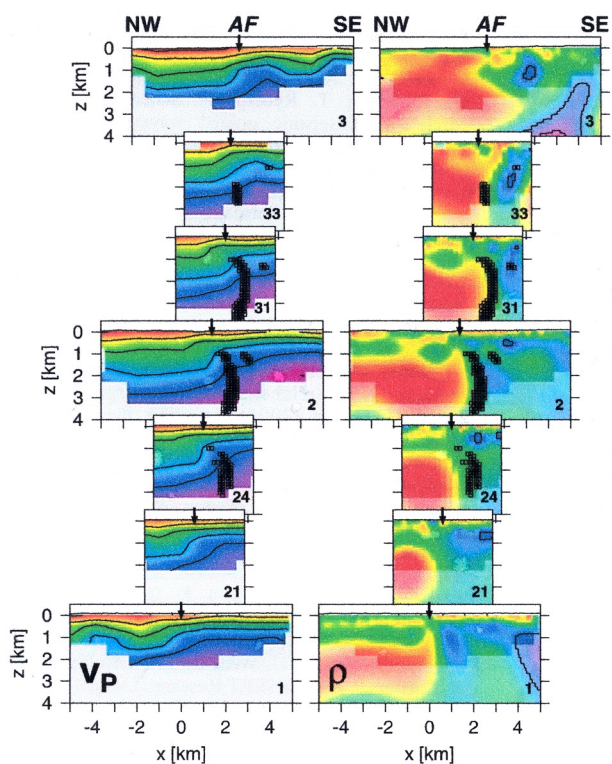 NW AF SE NW AF SE
z [km] 0 1 2 3 4 3 3
33 33
31 31
z [km] 0 1 2 3 4 2 2
24 24
21 21
z [km] 0 1 2 3 4 VP 1 ρ 1
-4 -2 0 2 4 -4 -2 0 2 4
x [km] x [km]